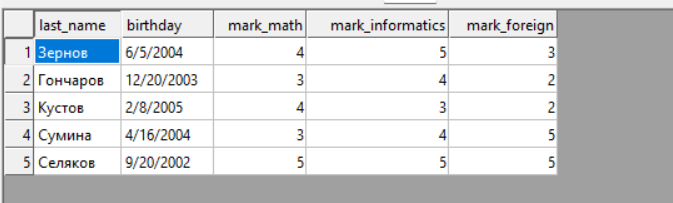 last_name birthday mark_math mark_informatics mark_foreign
1 Зернов 6/5/2004 4 5 3
2 Гончаров 12/20/2003 3 4 2
3 Кустов 2/8/2005 4 3 2
4 Сумина 4/16/2004 3 4 5
5 Селяков 9/20/2002 5 5 5